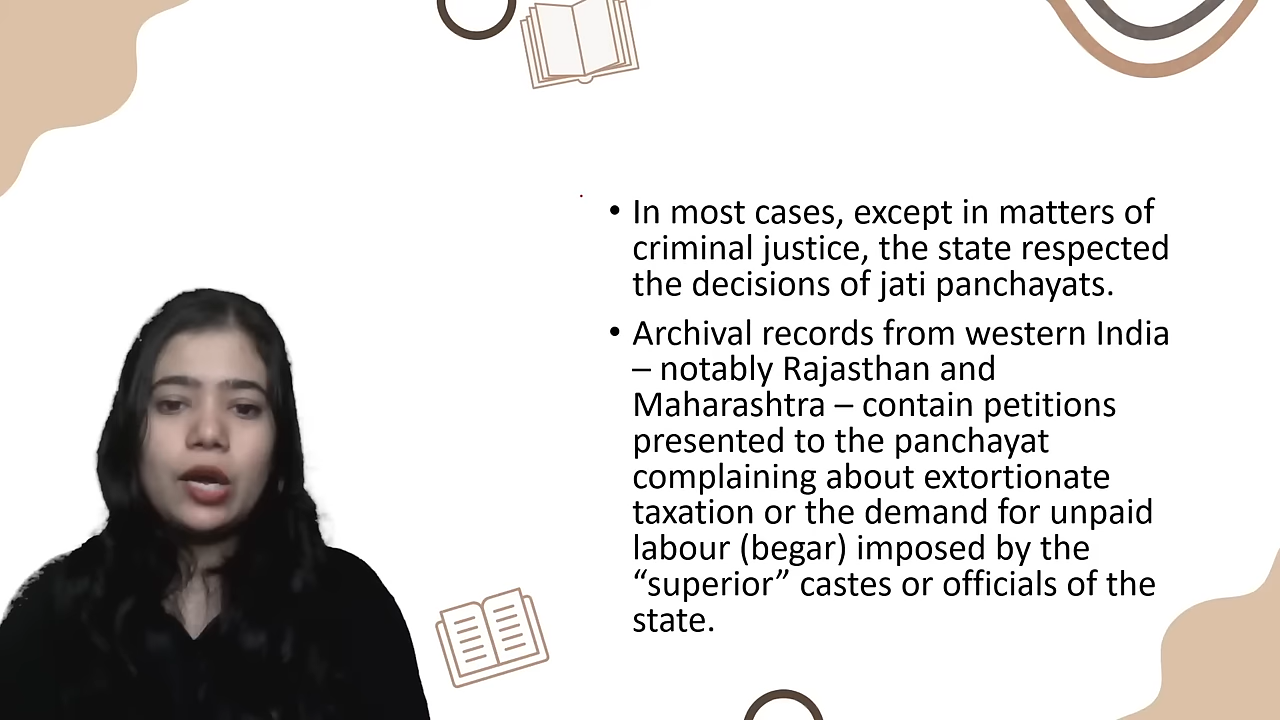 • In most cases, except in matters of
criminal justice, the state respected
the decisions of jati panchayats.
• Archival records from western India
– notably Rajasthan and
Maharashtra – contain petitions
presented to the panchayat
complaining about extortionate
taxation or the demand for unpaid
labour (begar) imposed by the
“superior” castes or officials of the
state.